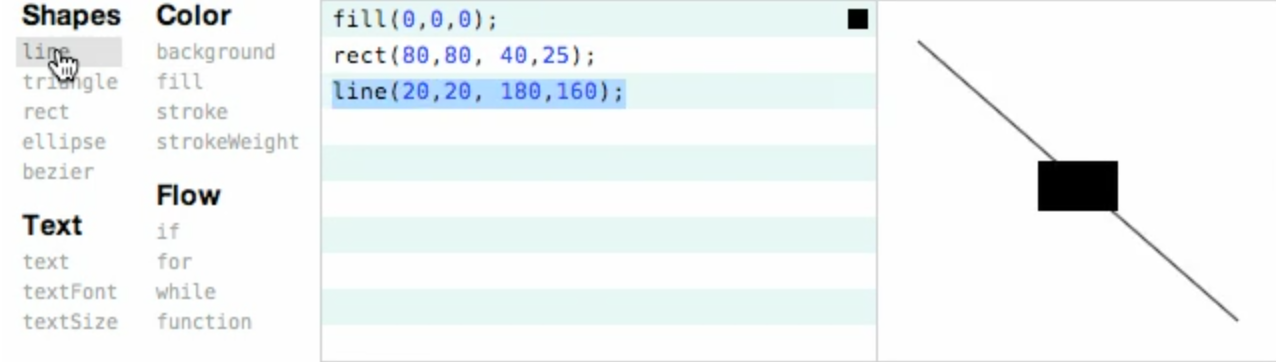 Shapes
line
triangle
rect
ellipse
bezier
Text
text
textFont
textSize
Color
background
fill
stroke
strokeWeight
Flow
if
for
while
function
fill(0,0,0);
rect(80,80, 40,25);
line(20,20, 180,160);